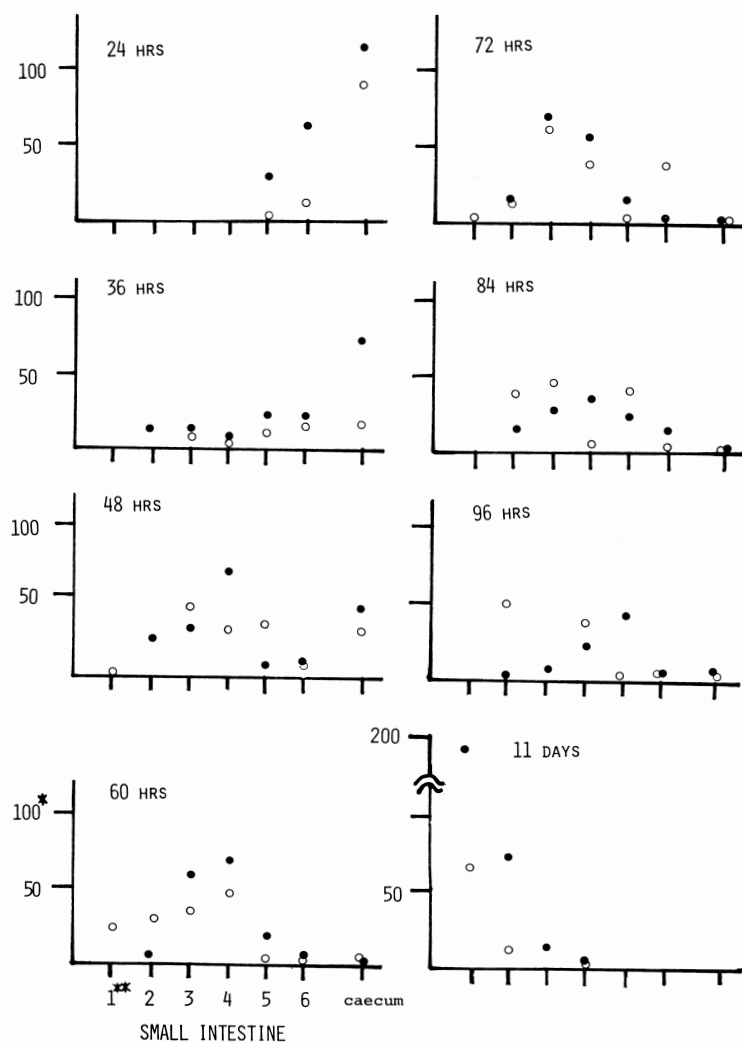 24 HRS
100
50
72 HRS
36 HRS
100
50
84 HRS
48 HRS
100
50
96 HRS
60 HRS
100*
50
1** 2 3 4 5 6 caecum
SMALL INTESTINE
200
11 DAYS
50